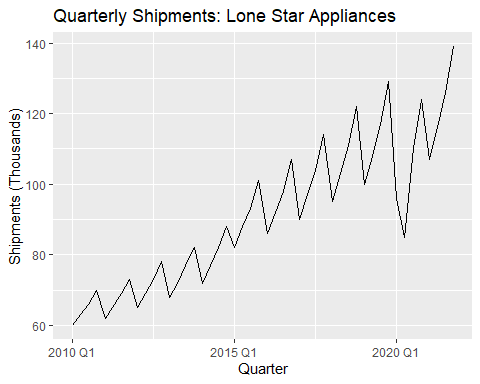 Quarterly Shipments: Lone Star Appliances
Shipments (Thousands)
140
120
100
80
60
2010 Q1 2015 Q1 2020 Q1
Quarter